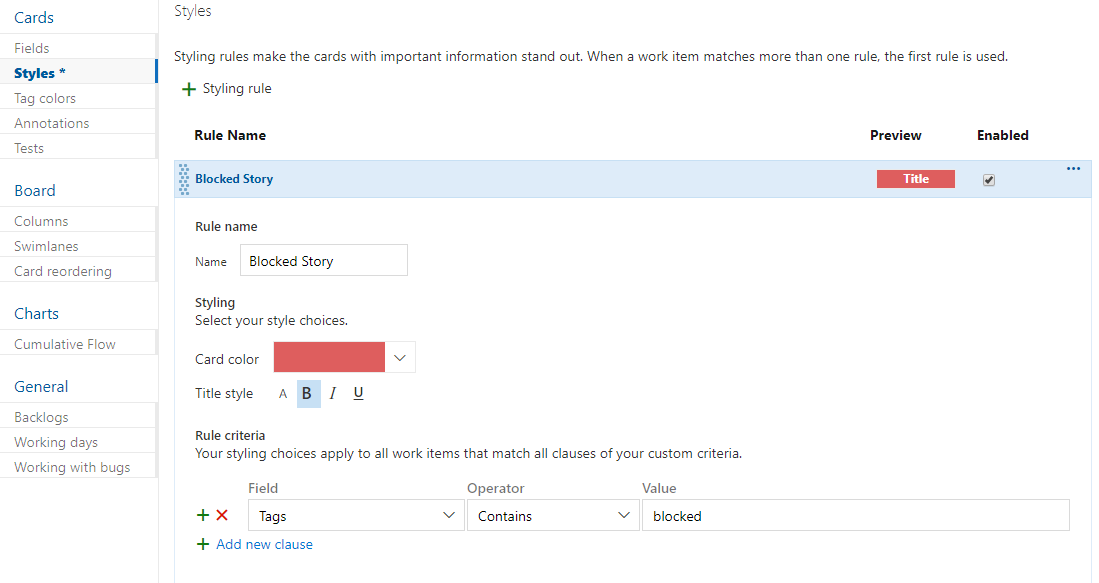 Cards
Fields
Styles *
Tag colors
Annotations
Tests
Board
Columns
Swimlanes
Card reordering
Charts
Cumulative Flow
General
Backlogs
Working days
Working with bugs
Styles
Styling rules make the cards with important information stand out. When a work item matches more than one rule, the first rule is used.
+ Styling rule
Rule Name Preview Enabled
Blocked Story Title ...
Rule name
Name Blocked Story
Styling
Select your style choices.
Card color
Title style A B I U
Rule criteria
Your styling choices apply to all work items that match all clauses of your custom criteria.
Field Operator Value
Tags Contains blocked
+ Add new clause